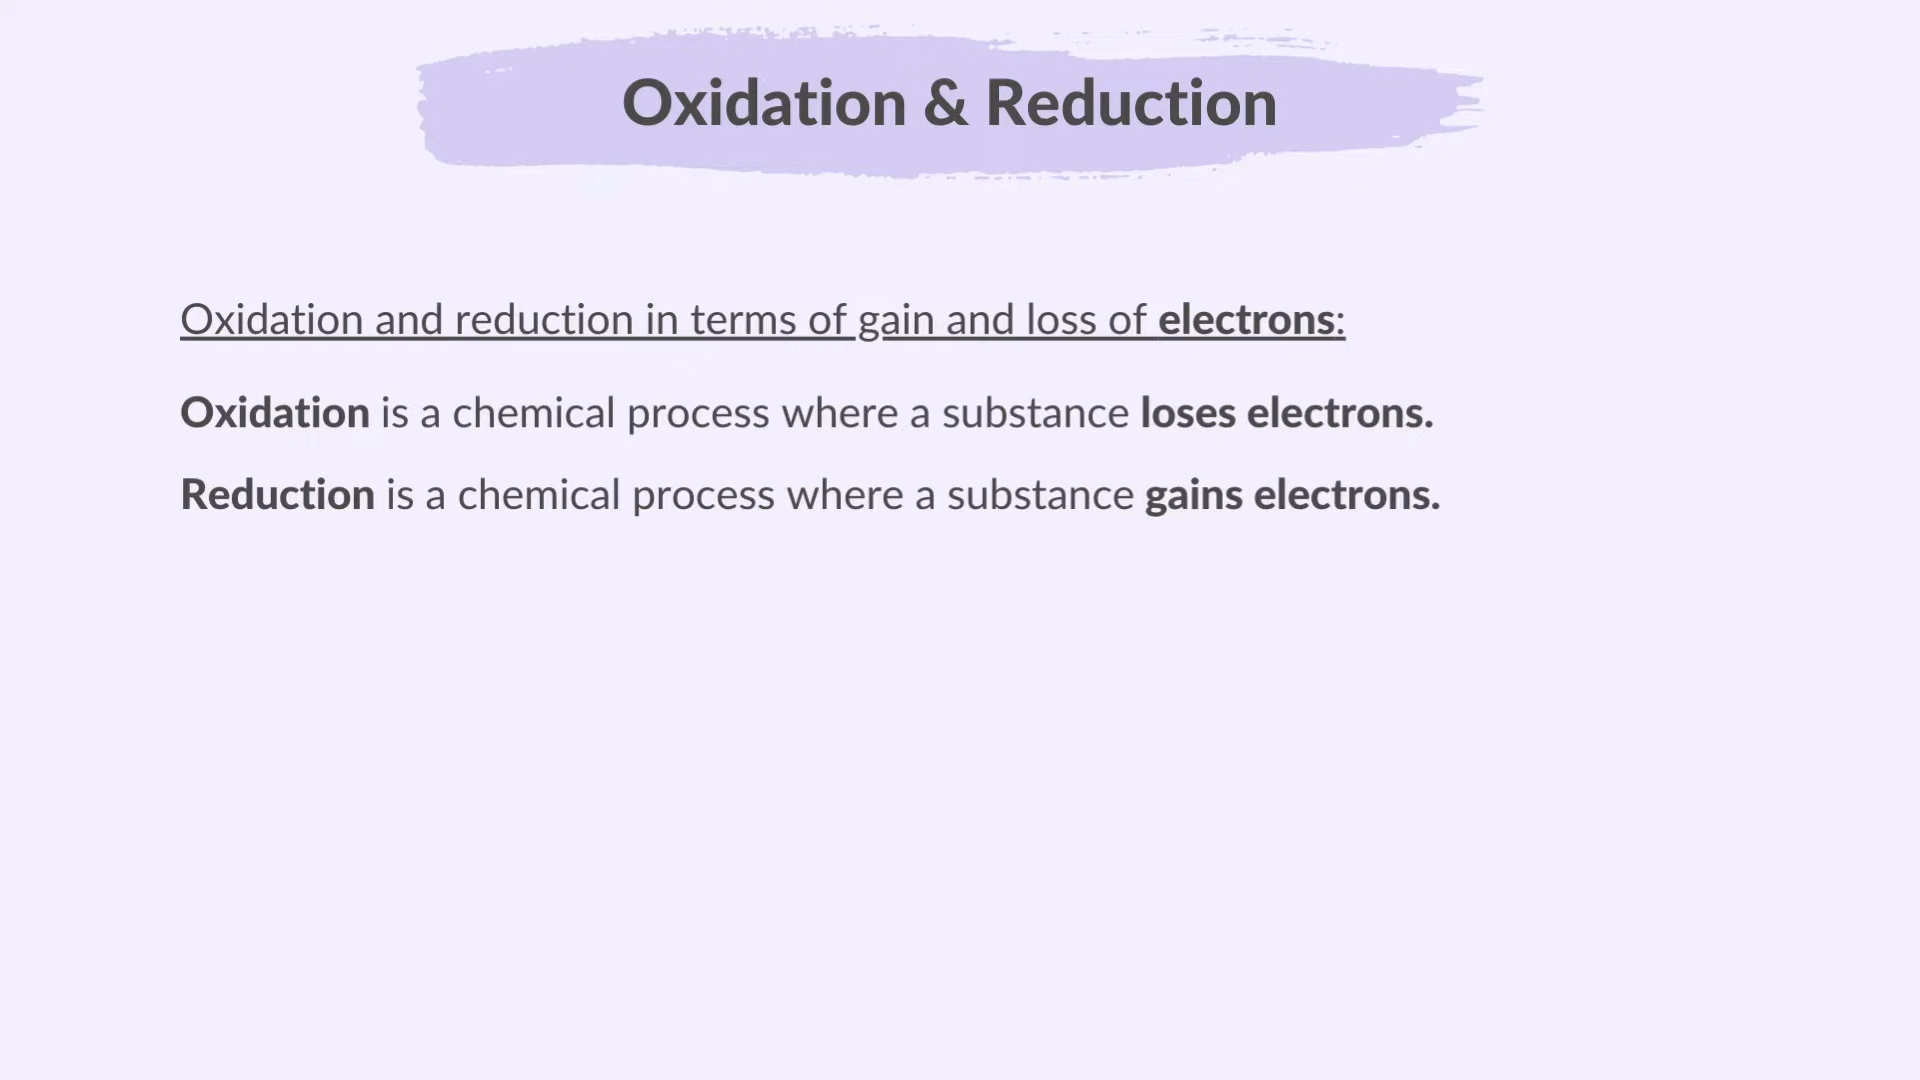 Oxidation & Reduction
Oxidation and reduction in terms of gain and loss of electrons:
Oxidation is a chemical process where a substance loses electrons.
Reduction is a chemical process where a substance gains electrons.